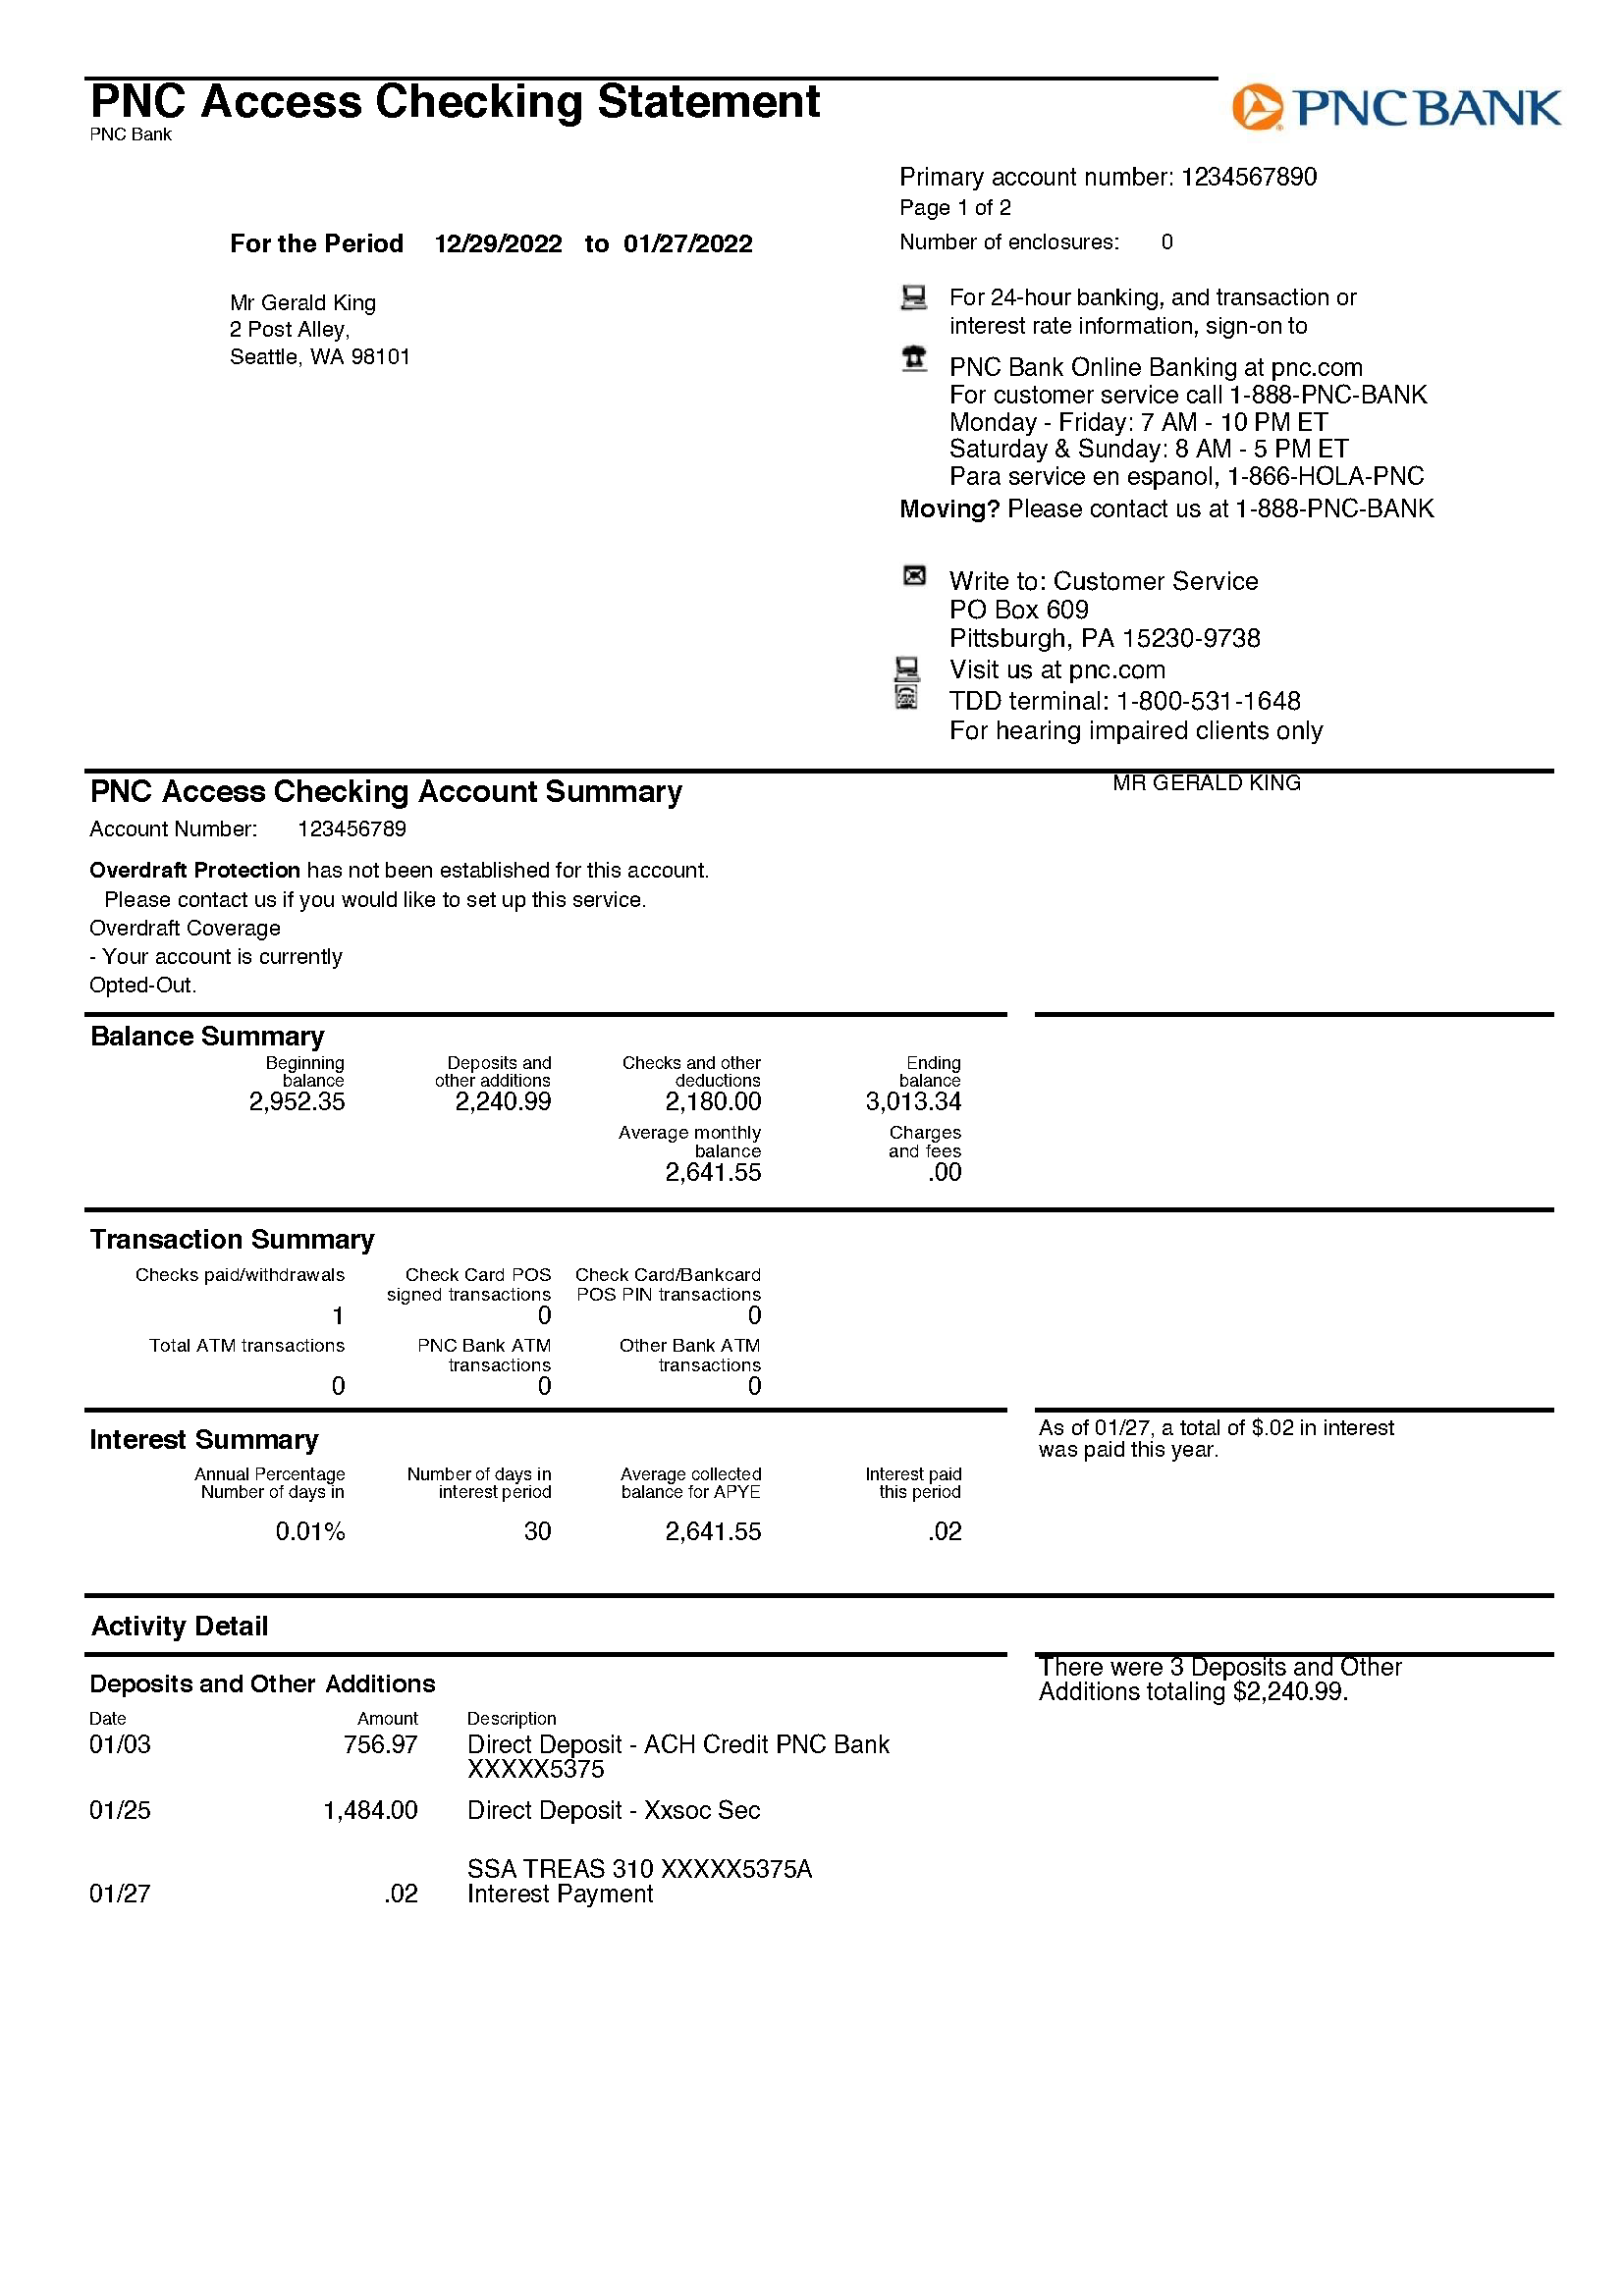 PNC Access Checking Statement
PNC Bank
PNCBANK
Primary account number: 1234567890
Page 1 of 2
Number of enclosures: 0
For the Period 12/29/2022 to 01/27/2022
Mr Gerald King
2 Post Alley,
Seattle, WA 98101
For 24-hour banking, and transaction or
interest rate information, sign-on to
PNC Bank Online Banking at pnc.com
For customer service call 1-888-PNC-BANK
Monday - Friday: 7 AM - 10 PM ET
Saturday & Sunday: 8 AM - 5 PM ET
Para service en espanol, 1-866-HOLA-PNC
Moving? Please contact us at 1-888-PNC-BANK
Write to: Customer Service
PO Box 609
Pittsburgh, PA 15230-9738
Visit us at pnc.com
TDD terminal: 1-800-531-1648
For hearing impaired clients only
PNC Access Checking Account Summary
MR GERALD KING
Account Number: 123456789
Overdraft Protection has not been established for this account.
Please contact us if you would like to set up this service.
Overdraft Coverage
- Your account is currently
Opted-Out.
Balance Summary
Beginning Deposits and Checks and other Ending
balance other additions deductions balance
2,952.35 2,240.99 2,180.00 3,013.34
Average monthly Charges
balance and fees
2,641.55 .00
Transaction Summary
Checks paid/withdrawals Check Card POS Check Card/Bankcard
signed transactions POS PIN transactions
1 0 0
Total ATM transactions PNC Bank ATM Other Bank ATM
transactions transactions
0 0 0
Interest Summary
As of 01/27, a total of $.02 in interest
was paid this year.
Annual Percentage Number of days in Average collected Interest paid
Number of days in interest period balance for APYE this period
0.01% 30 2,641.55 .02
Activity Detail
Deposits and Other Additions
There were 3 Deposits and Other
Additions totaling $2,240.99.
Date Amount Description
01/03 756.97 Direct Deposit - ACH Credit PNC Bank
XXXXX5375
01/25 1,484.00 Direct Deposit - Xxsoc Sec
SSA TREAS 310 XXXXX5375A
01/27 .02 Interest Payment